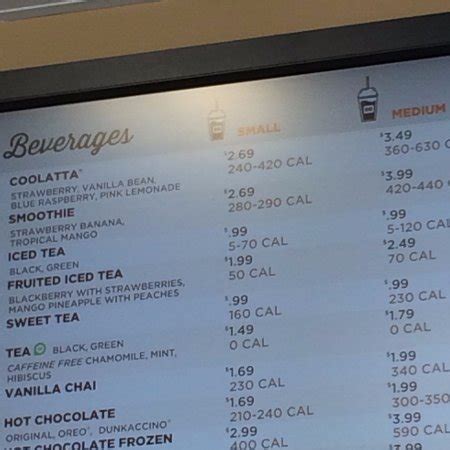 Beverages SMALL MEDIUM
COOLATTA® $2.69 $3.49
STRAWBERRY, VANILLA BEAN, 240-420 CAL 360-630 C
BLUE RASPBERRY, PINK LEMONADE
SMOOTHIE $2.69 $3.99
STRAWBERRY BANANA, 280-290 CAL 420-440
TROPICAL MANGO
ICED TEA $.99 $.99
BLACK, GREEN 5-70 CAL 5-120 CAL
FRUITED ICED TEA $1.99 $2.49
BLACKBERRY WITH STRAWBERRIES, 50 CAL 70 CAL
MANGO PINEAPPLE WITH PEACHES
SWEET TEA $.99 $.99
160 CAL 230 CAL
TEA BLACK, GREEN $1.49 $1.79
CAFFEINE FREE CHAMOMILE, MINT, 0 CAL 0 CAL
HIBISCUS
VANILLA CHAI $1.69 $1.99
230 CAL 340 CAL
HOT CHOCOLATE $1.69 $1.99
ORIGINAL, OREO®, DUNKACCINO® 210-240 CAL 300-350
HOT CHOCOLATE FROZEN $2.99 $3.99
400 CAL 590 CAL